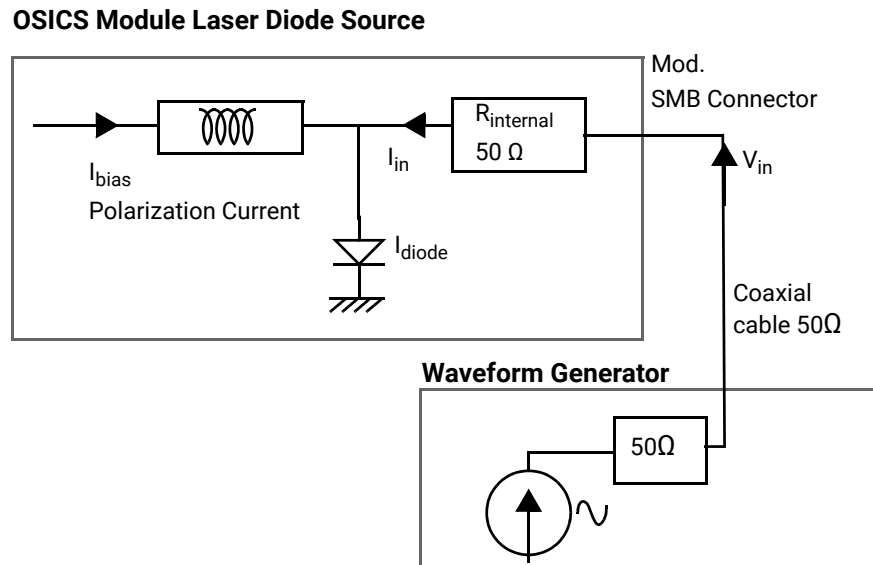 OSICS Module Laser Diode Source
Mod.
SMB Connector
R_internal
50 Ω
I_in
V_in
I_bias
Polarization Current
I_diode
Coaxial
cable 50Ω
Waveform Generator
50Ω